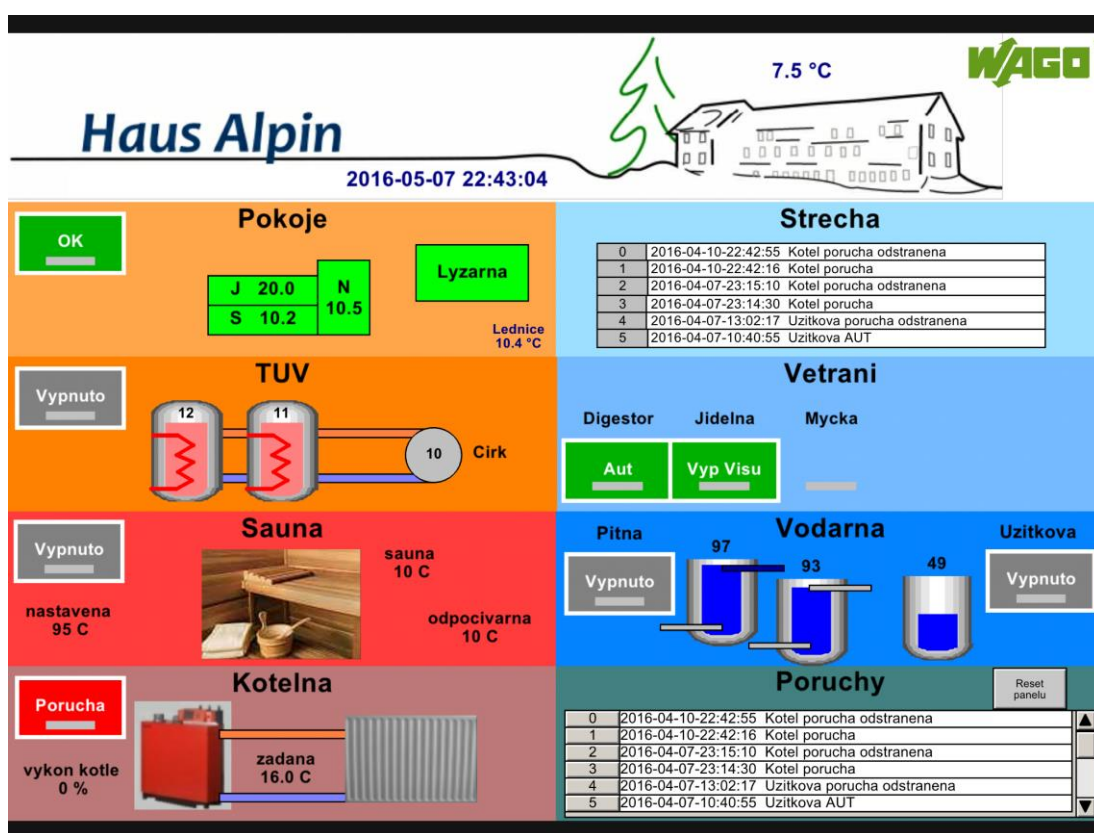 WAGO
7.5 °C
Haus Alpin
2016-05-07 22:43:04
Pokoje
OK
Lyzarna
J 20.0
N
10.5
S 10.2
Lednice
10.4 °C
Strecha
0 2016-04-10-22:42:55 Kotel porucha odstranena
1 2016-04-10-22:42:16 Kotel porucha
2 2016-04-07-23:15:10 Kotel porucha odstranena
3 2016-04-07-23:14:30 Kotel porucha
4 2016-04-07-13:02:17 Uzitkova porucha odstranena
5 2016-04-07-10:40:55 Uzitkova AUT
TUV
Vypnuto
12
11
10
Cirk
Vetrani
Digestor
Jidelna
Mycka
Aut
Vyp Visu
Sauna
Vypnuto
sauna
10 C
nastavena
95 C
odpocivarna
10 C
Vodarna
Pitna
Uzitkova
97
93
49
Vypnuto
Vypnuto
Kotelna
Porucha
zadana
16.0 C
vykon kotle
0 %
Poruchy
Reset
panelu
0 2016-04-10-22:42:55 Kotel porucha odstranena
1 2016-04-10-22:42:16 Kotel porucha
2 2016-04-07-23:15:10 Kotel porucha odstranena
3 2016-04-07-23:14:30 Kotel porucha
4 2016-04-07-13:02:17 Uzitkova porucha odstranena
5 2016-04-07-10:40:55 Uzitkova AUT